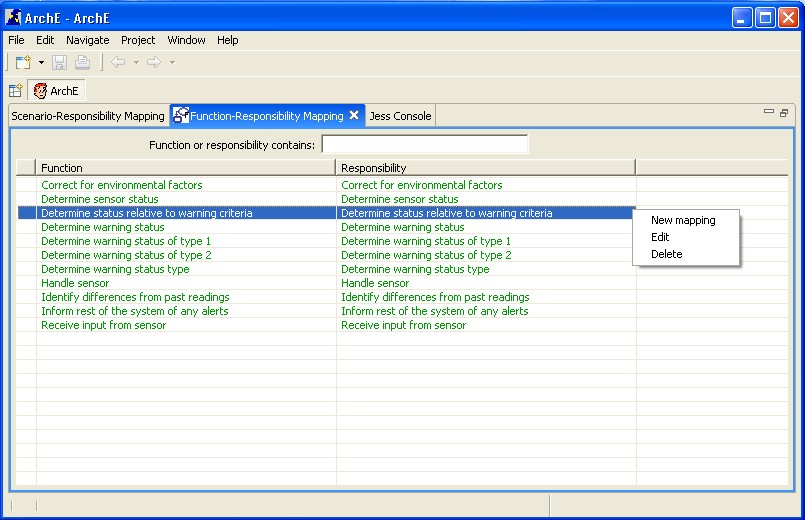 ArchE - ArchE
File Edit Navigate Project Window Help
ArchE
Scenario-Responsibility Mapping Function-Responsibility Mapping Jess Console
Function or responsibility contains:
Function Responsibility
Correct for environmental factors Correct for environmental factors
Determine sensor status Determine sensor status
Determine status relative to warning criteria Determine status relative to warning criteria
Determine warning status Determine warning status
Determine warning status of type 1 Determine warning status of type 1
Determine warning status of type 2 Determine warning status of type 2
Determine warning status type Determine warning status type
Handle sensor Handle sensor
Identify differences from past readings Identify differences from past readings
Inform rest of the system of any alerts Inform rest of the system of any alerts
Receive input from sensor Receive input from sensor
New mapping
Edit
Delete